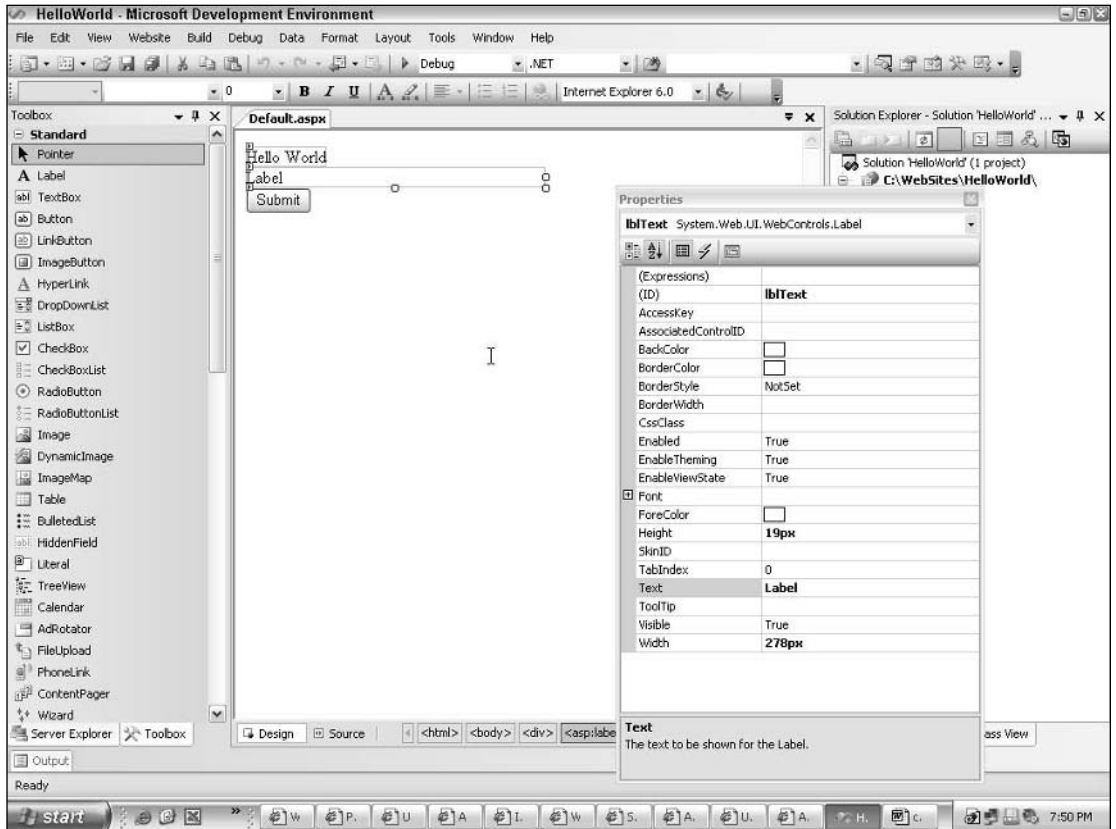 HelloWorld - Microsoft Development Environment
File Edit View Website Build Debug Data Format Layout Tools Window Help
Debug .NET
0 B I U A Internet Explorer 6.0
Toolbox
Standard
Pointer
A Label
abl TextBox
ab Button
ab LinkButton
ImageButton
A HyperLink
DropDownList
ListBox
CheckBox
CheckBoxList
RadioButton
RadioButtonList
Image
DynamicImage
ImageMap
Table
BulletedList
abl HiddenField
Literal
TreeView
Calendar
AdRotator
FileUpload
PhoneLink
ContentPager
Wizard
Server Explorer Toolbox
Output
Ready
Default.aspx
Hello World
Label
Submit
Design Source <html> <body> <div> <asp:labe
Solution Explorer - Solution 'HelloWorld' ...
Solution 'HelloWorld' (1 project)
C:\WebSites\HelloWorld\
Properties
lblText System.Web.UI.WebControls.Label
(Expressions)
(ID) lblText
AccessKey
AssociatedControlID
BackColor
BorderColor
BorderStyle NotSet
BorderWidth
CssClass
Enabled True
EnableTheming True
EnableViewState True
Font
ForeColor
Height 19px
SkinID
TabIndex 0
Text Label
ToolTip
Visible True
Width 278px
Text
The text to be shown for the Label.
ass View
start W P. U A I. W S. A. U. A. H. c. 7:50 PM